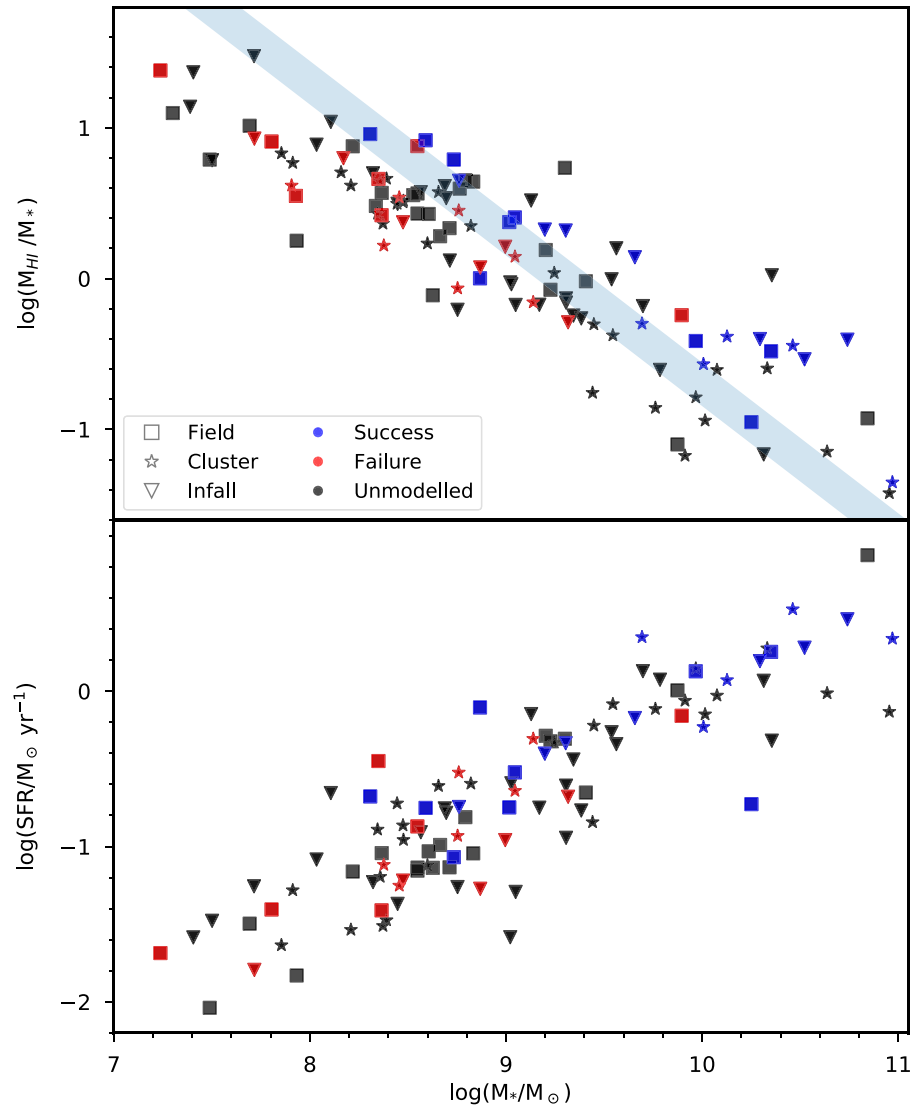 log(M_HI/M_*)
1
0
−1
Field
Cluster
Infall
Success
Failure
Unmodelled
log(SFR/M_⊙ yr^−1)
0
−1
−2
7
8
9
10
11
log(M_*/M_⊙)